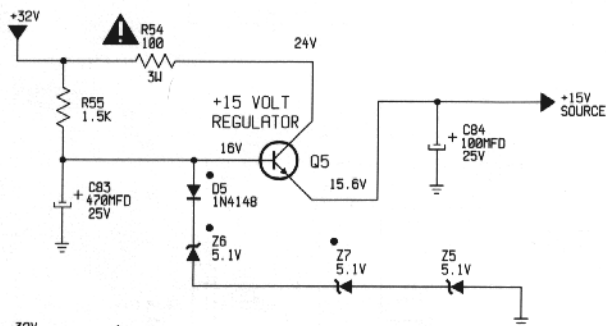 +32V
R54
100
3W
24V
R55
1.5K
+15 VOLT
REGULATOR
+15V
SOURCE
16V
Q5
+ C84
100MFD
25V
+ C83
470MFD
25V
D5
1N4148
15.6V
Z6
5.1V
Z7
5.1V
Z5
5.1V